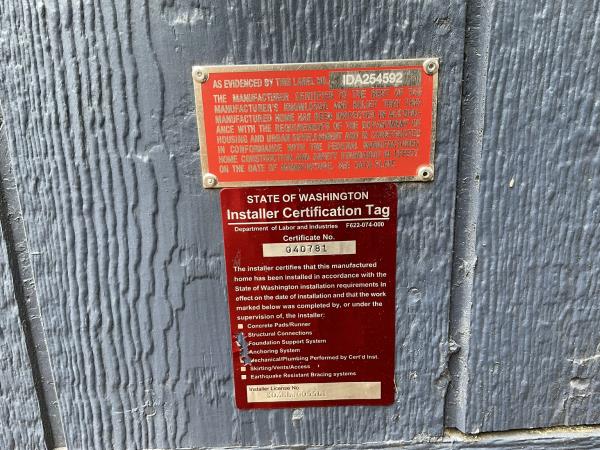 AS EVIDENCED BY THIS LABEL NO. IDA254592
THE MANUFACTURER CERTIFIES TO THE BEST OF THE
MANUFACTURER'S KNOWLEDGE AND BELIEF THAT THIS
MANUFACTURED HOME HAS BEEN INSPECTED IN ACCORD-
ANCE WITH THE REQUIREMENTS OF THE DEPARTMENT OF
HOUSING AND URBAN DEVELOPMENT AND IS CONSTRUCTED
IN CONFORMANCE WITH THE FEDERAL MANUFACTURED
HOME CONSTRUCTION AND SAFETY STANDARDS IN EFFECT
ON THE DATE OF MANUFACTURE. SEE DATA PLATE.
STATE OF WASHINGTON
Installer Certification Tag
Department of Labor and Industries F622-074-000
Certificate No.
040781
The installer certifies that this manufactured
home has been installed in accordance with the
State of Washington installation requirements in
effect on the date of installation and that the work
marked below was completed by, or under the
supervision of, the installer:
Concrete Pads/Runner
Structural Connections
Foundation Support System
Anchoring System
Mechanical/Plumbing Performed by Cert'd Inst.
Skirting/Vents/Access
Earthquake Resistant Bracing systems
Installer License No